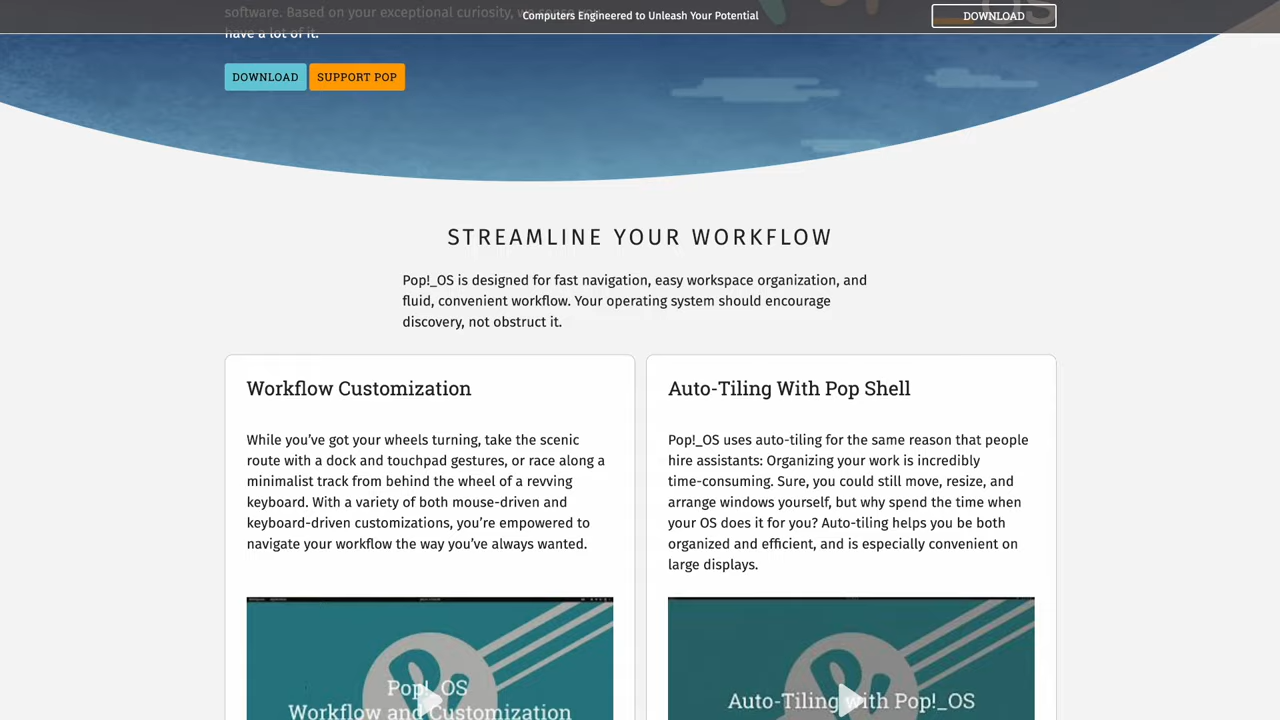 software. Based on your exceptional curiosity, we
Computers Engineered to Unleash Your Potential
DOWNLOAD
have a lot of it.
DOWNLOAD
SUPPORT POP
STREAMLINE YOUR WORKFLOW
Pop!_OS is designed for fast navigation, easy workspace organization, and
fluid, convenient workflow. Your operating system should encourage
discovery, not obstruct it.
Workflow Customization
While you’ve got your wheels turning, take the scenic
route with a dock and touchpad gestures, or race along a
minimalist track from behind the wheel of a revving
keyboard. With a variety of both mouse-driven and
keyboard-driven customizations, you’re empowered to
navigate your workflow the way you’ve always wanted.
Pop!_OS
Workflow and Customization
Auto-Tiling With Pop Shell
Pop!_OS uses auto-tiling for the same reason that people
hire assistants: Organizing your work is incredibly
time-consuming. Sure, you could still move, resize, and
arrange windows yourself, but why spend the time when
your OS does it for you? Auto-tiling helps you be both
organized and efficient, and is especially convenient on
large displays.
Auto-Tiling with Pop!_OS